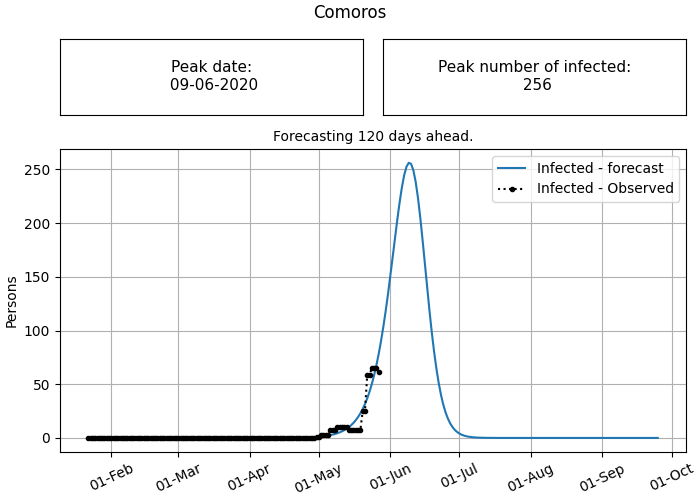 Comoros
Peak date:
09-06-2020
Peak number of infected:
256
Forecasting 120 days ahead.
Infected - forecast
Infected - Observed
Persons
250
200
150
100
50
0
01-Feb
01-Mar
01-Apr
01-May
01-Jun
01-Jul
01-Aug
01-Sep
01-Oct